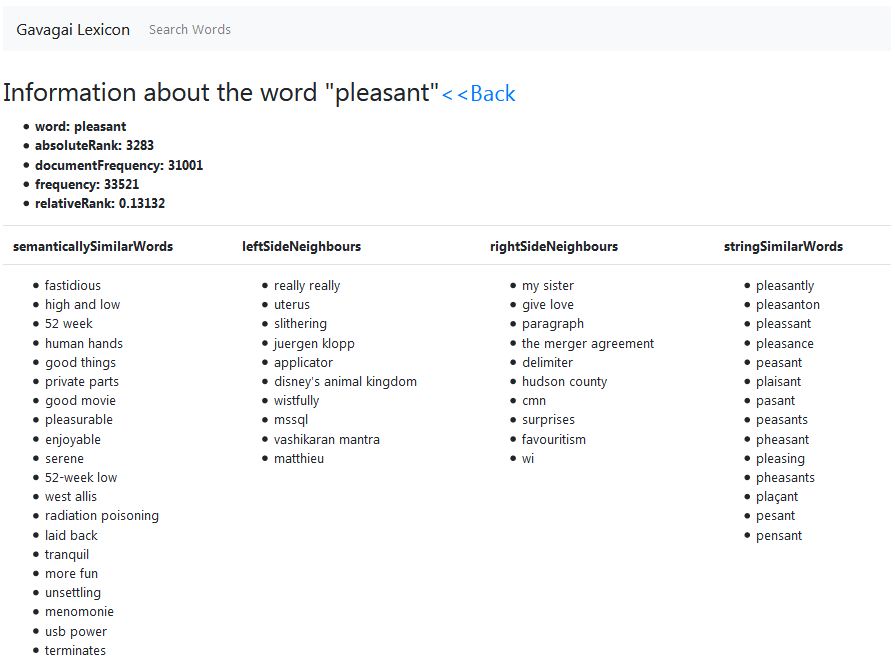 Gavagai Lexicon Search Words
Information about the word "pleasant"<<Back
word: pleasant
absoluteRank: 3283
documentFrequency: 31001
frequency: 33521
relativeRank: 0.13132
semanticallySimilarWords
fastidious
high and low
52 week
human hands
good things
private parts
good movie
pleasurable
enjoyable
serene
52-week low
west allis
radiation poisoning
laid back
tranquil
more fun
unsettling
menomonie
usb power
terminates
leftSideNeighbours
really really
uterus
slithering
juergen klopp
applicator
disney's animal kingdom
wistfully
mssql
vashikaran mantra
matthieu
rightSideNeighbours
my sister
give love
paragraph
the merger agreement
delimiter
hudson county
cmn
surprises
favouritism
wi
stringSimilarWords
pleasantly
pleasanton
pleassant
pleasance
peasant
plaisant
pasant
peasants
pheasant
pleasing
pheasants
plaçant
pesant
pensant